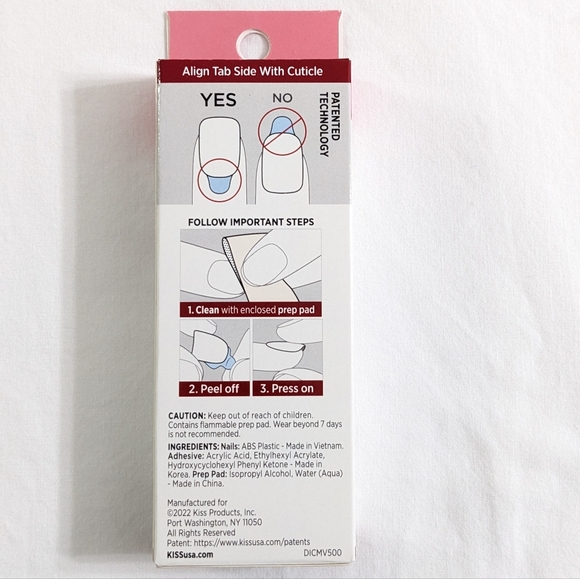 Align Tab Side With Cuticle
YES
NO
PATENTED
TECHNOLOGY
FOLLOW IMPORTANT STEPS
1. Clean with enclosed prep pad
2. Peel off
3. Press on
CAUTION: Keep out of reach of children.
Contains flammable prep pad. Wear beyond 7 days
is not recommended.
INGREDIENTS: Nails: ABS Plastic - Made in Vietnam.
Adhesive: Acrylic Acid, Ethylhexyl Acrylate,
Hydroxycyclohexyl Phenyl Ketone - Made in
Korea. Prep Pad: Isopropyl Alcohol, Water (Aqua)
- Made in China.
Manufactured for
©2022 Kiss Products, Inc.
Port Washington, NY 11050
All Rights Reserved
Patent: https://www.kissusa.com/patents
KISSusa.com
DICMV500